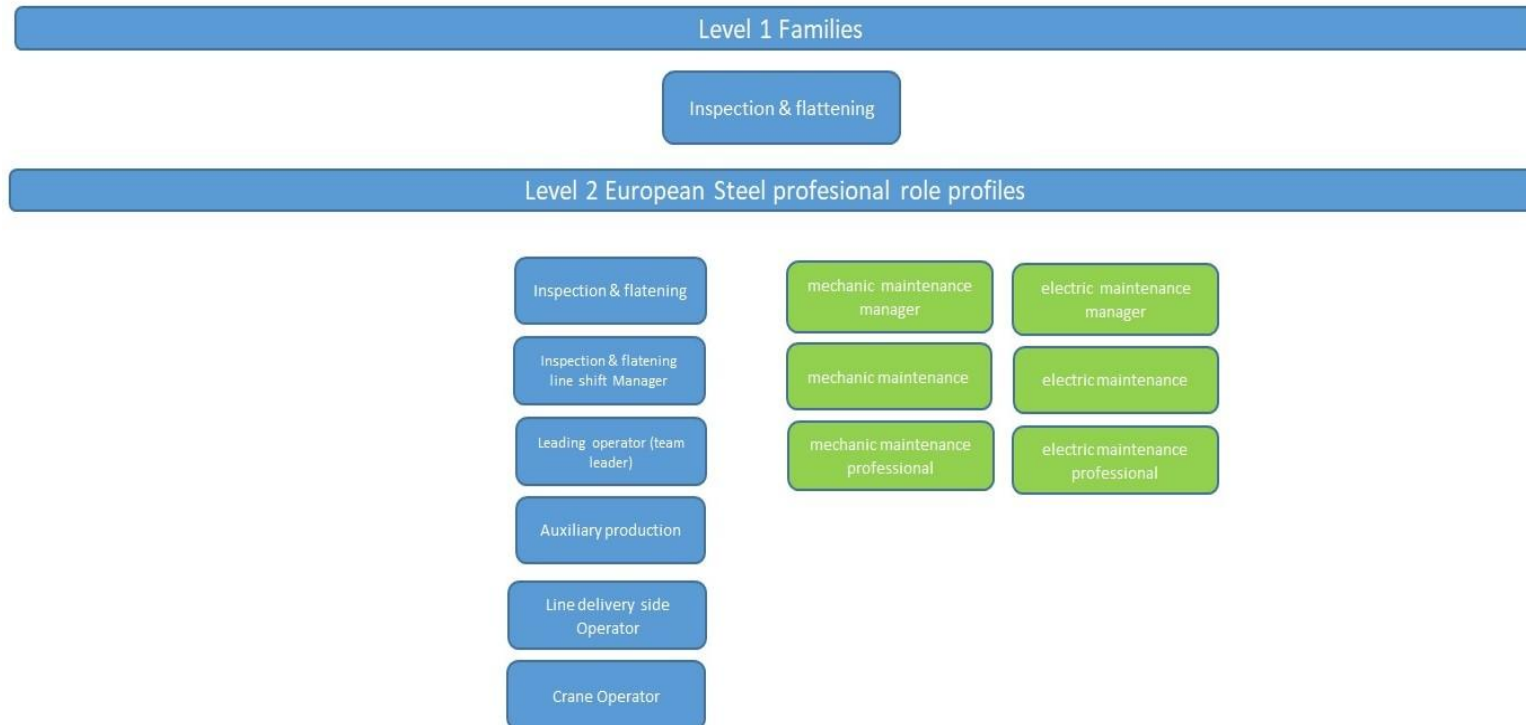 Level 1 Families
Inspection & flattening
Level 2 European Steel profesional role profiles
Inspection & flatening
Inspection & flatening
line shift Manager
Leading operator (team
leader)
Auxiliary production
Line delivery side
Operator
Crane Operator
mechanic maintenance
manager
mechanic maintenance
mechanic maintenance
professional
electric maintenance
manager
electric maintenance
electric maintenance
professional